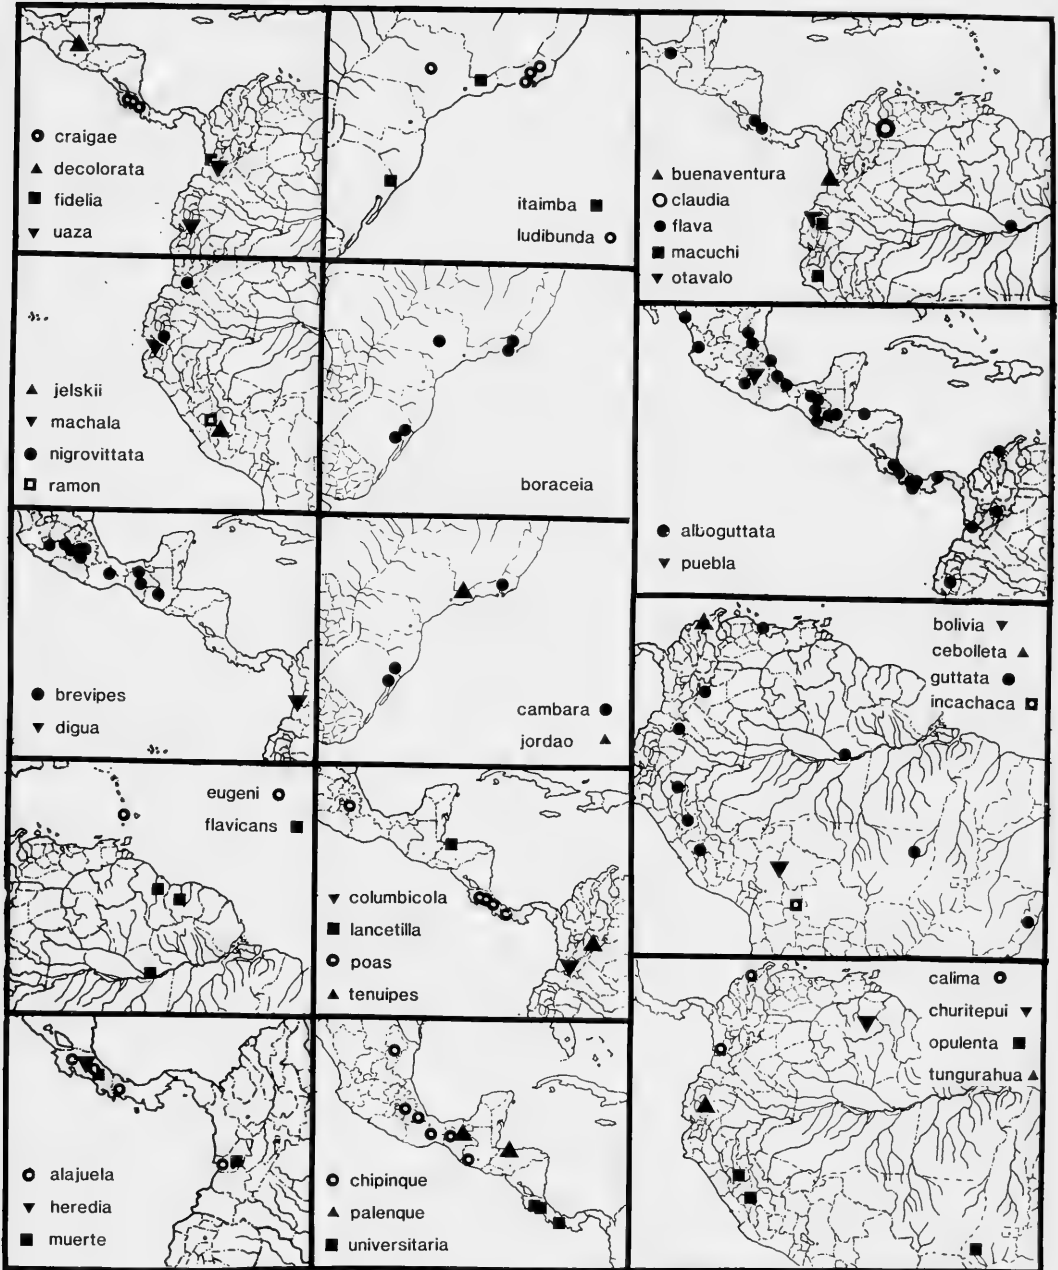 craigae
decolorata
fidelia
uaza
itaimba
ludibunda
buenaventura
claudia
flava
macuchi
otavalo
jelskii
machala
nigrovittata
ramon
boraceia
alboguttata
puebla
brevipes
digua
cambara
jordao
bolivia
cebolleta
guttata
incachaca
eugeni
flavicans
columbicola
lancetilla
poas
tenuipes
alajuela
heredia
muerte
chipinque
palenque
universitaria
calima
churitepui
opulenta
tungurahua